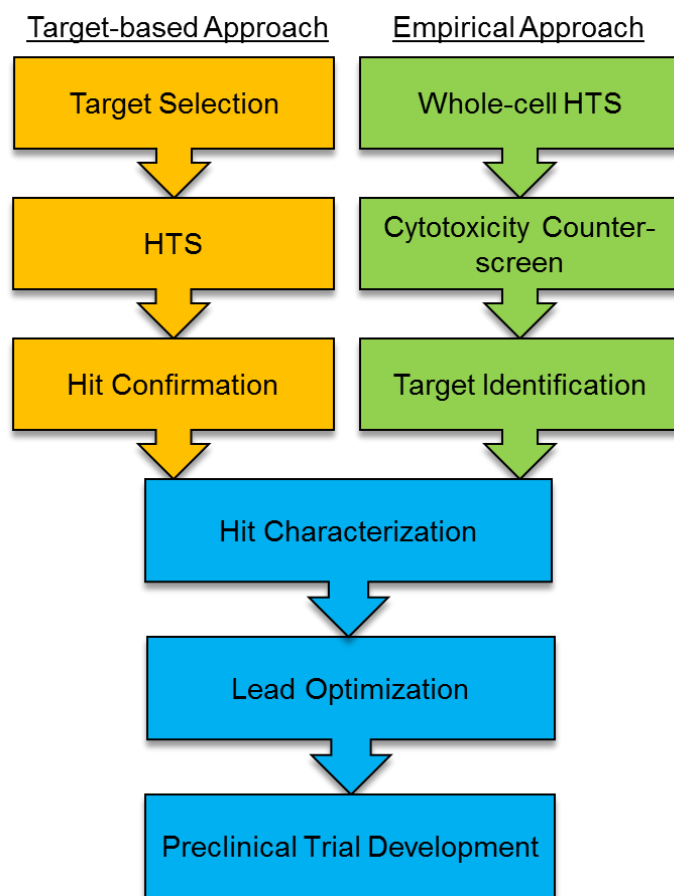 Target-based Approach
Empirical Approach
Target Selection
Whole-cell HTS
HTS
Cytotoxicity Counter-
screen
Hit Confirmation
Target Identification
Hit Characterization
Lead Optimization
Preclinical Trial Development